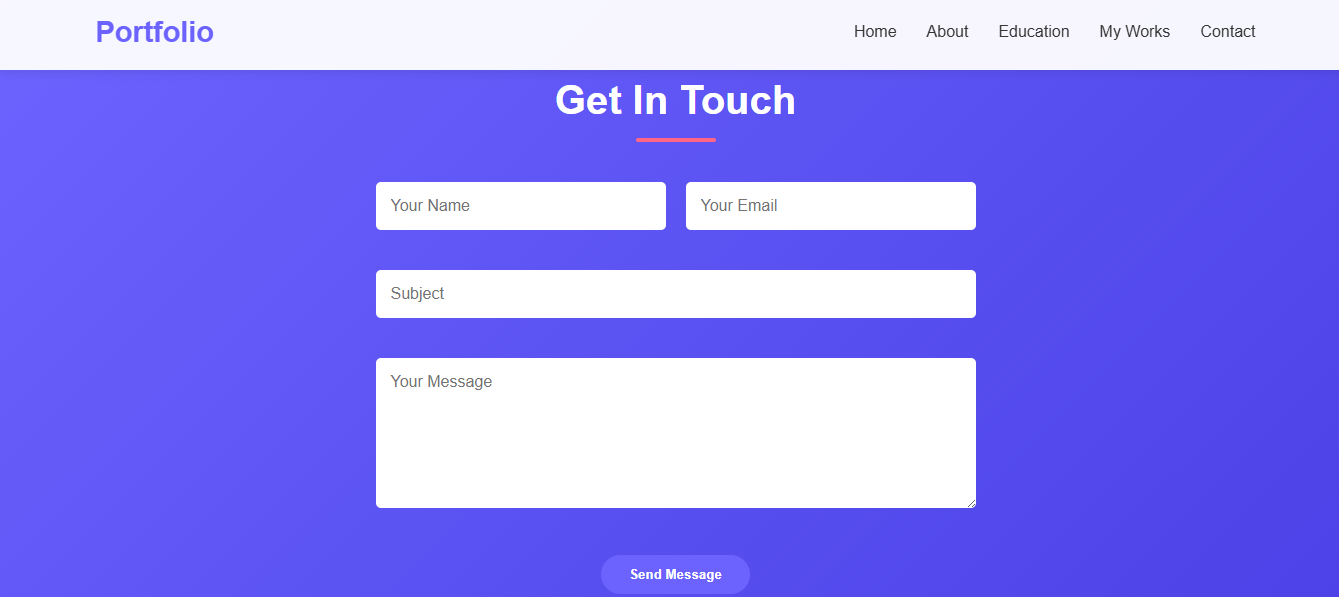 Portfolio
Home About Education My Works Contact
Get In Touch
Your Name Your Email
Subject
Your Message
Send Message